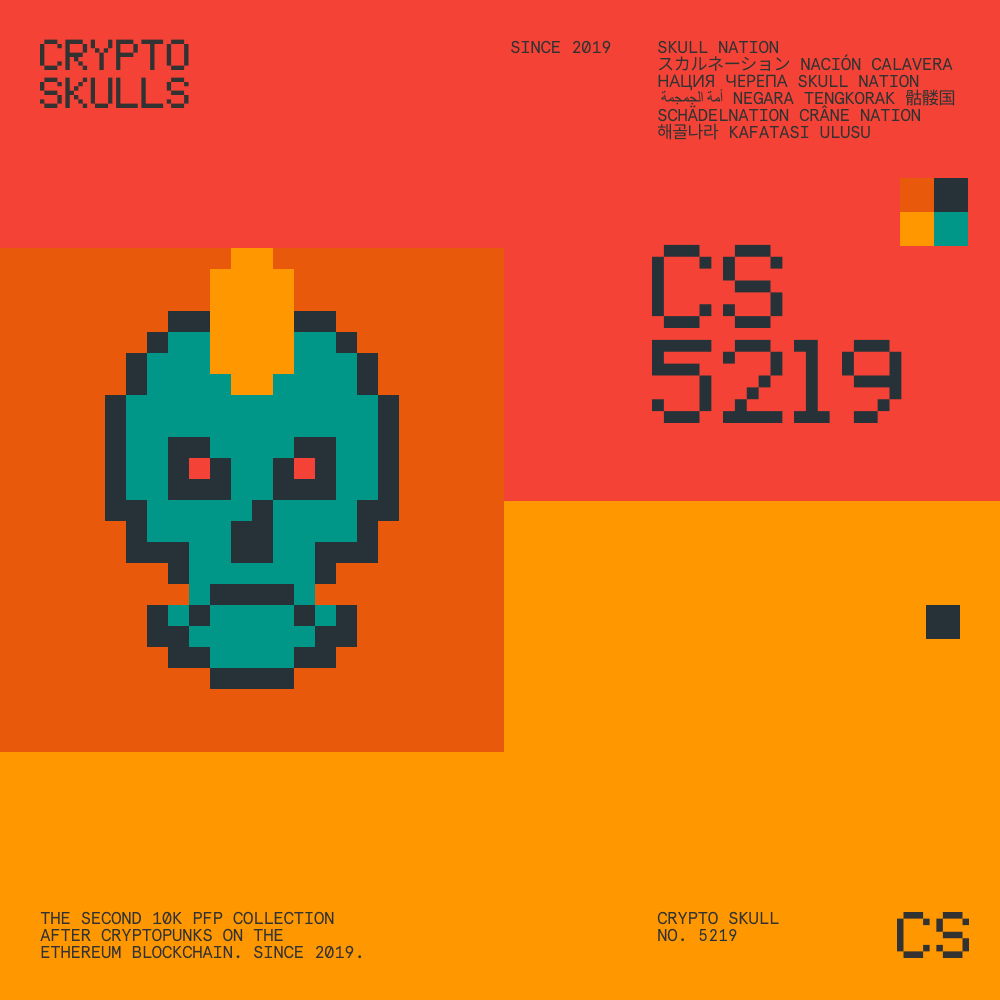 CRYPTO
SKULLS
SINCE 2019
SKULL NATION
スカルネーション NACIÓN CALAVERA
НАЦИЯ ЧЕРЕПА SKULL NATION
أمة الجمجمة NEGARA TENGKORAK 骷髅国
SCHÄDELNATION CRÂNE NATION
해골나라 KAFATASI ULUSU
CS
5219
THE SECOND 10K PFP COLLECTION
AFTER CRYPTOPUNKS ON THE
ETHEREUM BLOCKCHAIN. SINCE 2019.
CRYPTO SKULL
NO. 5219
CS